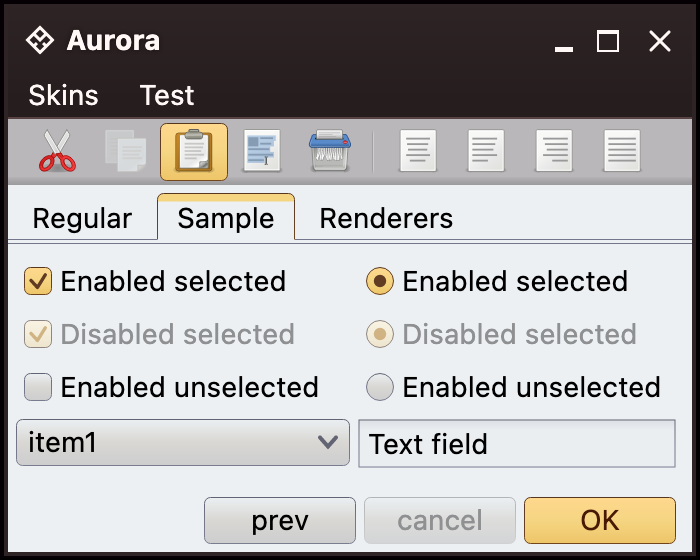 Aurora
Skins Test
Regular Sample Renderers
Enabled selected Enabled selected
Disabled selected Disabled selected
Enabled unselected Enabled unselected
item1 Text field
prev cancel OK